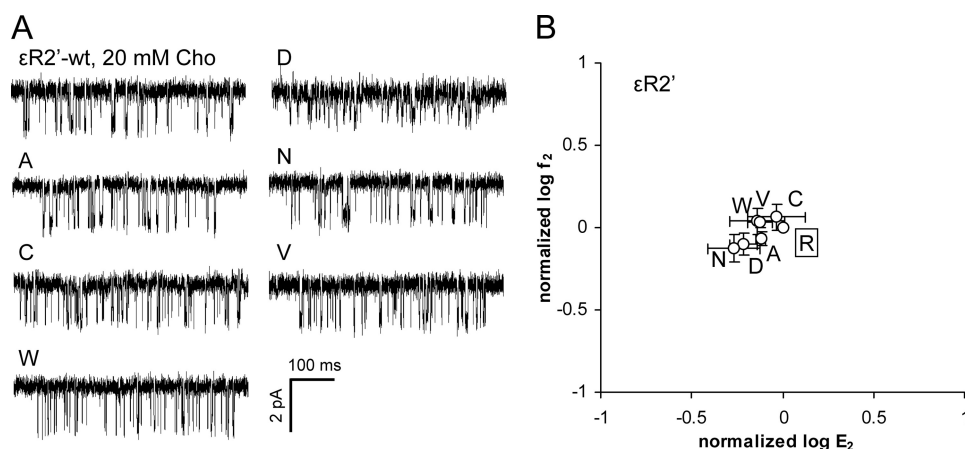 A
εR2’-wt, 20 mM Cho
D
A
N
C
V
W
100 ms
2 pA
B
εR2’
1
0.5
0
-0.5
-1
normalized log f2
W V C
R
N D A
-1 -0.5 0 0.5 1
normalized log E2